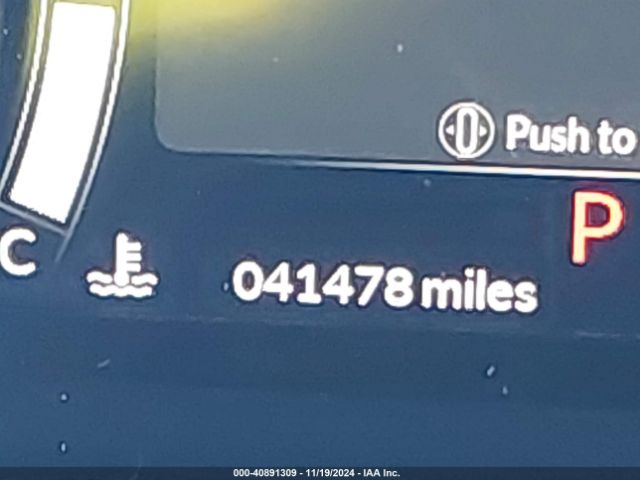 Push to
P
C
041478 miles
000-40891309 - 11/19/2024 - IAA Inc.